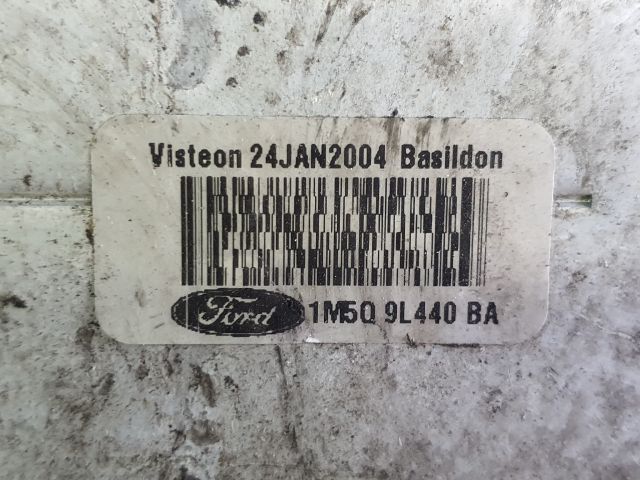 Visteon 24JAN2004 Basildon
Ford 1M5Q 9L440 BA